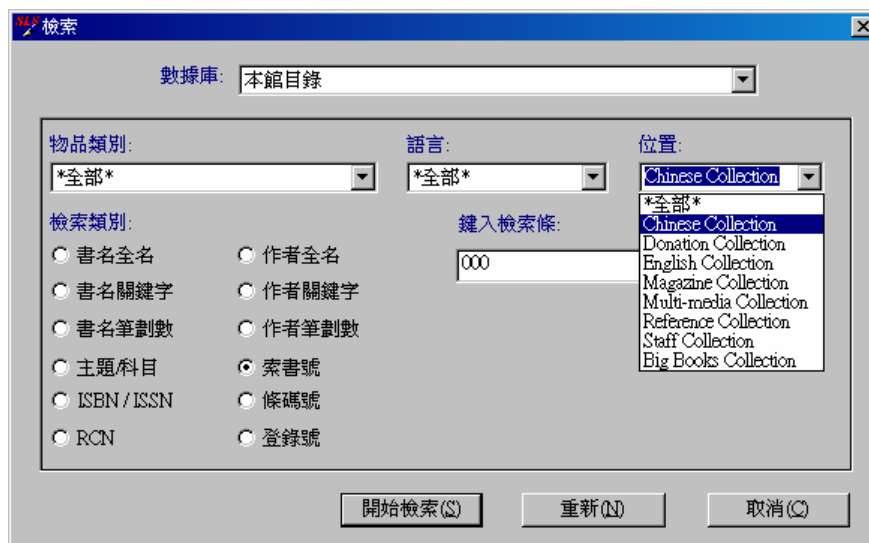 SLS 檢索
數據庫: 本館目錄
物品類別: 語言: 位置:
*全部* *全部* Chinese Collection
*全部*
檢索類別: 鍵入檢索條: Chinese Collection
Donation Collection
書名全名 作者全名 000 English Collection
Magazine Collection
書名關鍵字 作者關鍵字 Multi-media Collection
書名筆劃數 作者筆劃數 Reference Collection
Staff Collection
主題/科目 索書號 Big Books Collection
ISBN / ISSN 條碼號
RCN 登錄號
開始檢索(S) 重新(N) 取消(C)